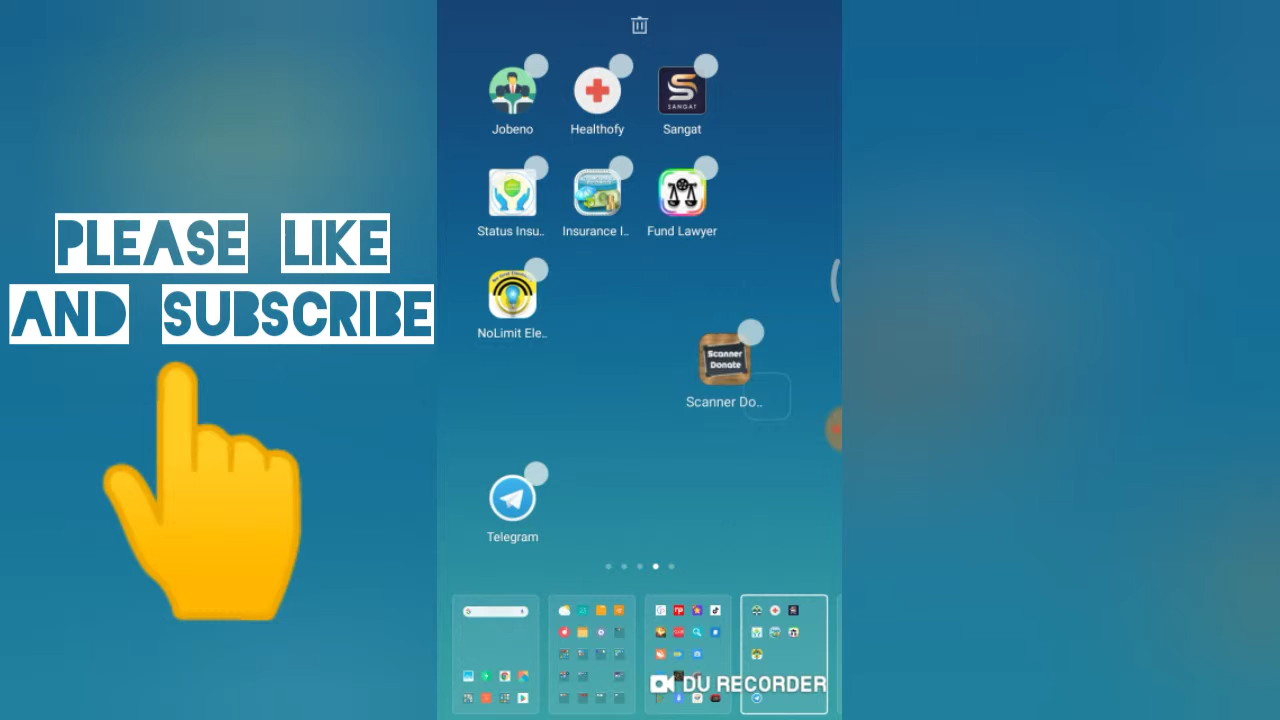 PLEASE LIKE
AND SUBSCRIBE
Jobeno Healthofy Sangat
SANGAT
Status Insu.. Insurance I.. Fund Lawyer
NoLimit Ele..
Scanner
Donate
Scanner Do..
Telegram
DU RECORDER